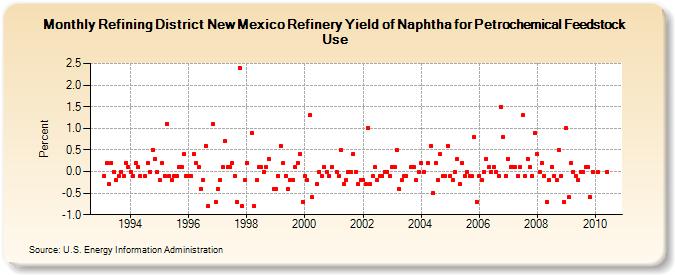 Monthly Refining District New Mexico Refinery Yield of Naphtha for Petrochemical Feedstock
Use
Percent
2.5
2.0
1.5
1.0
0.5
0.0
-0.5
-1.0
1994 1996 1998 2000 2002 2004 2006 2008 2010
Source: U.S. Energy Information Administration